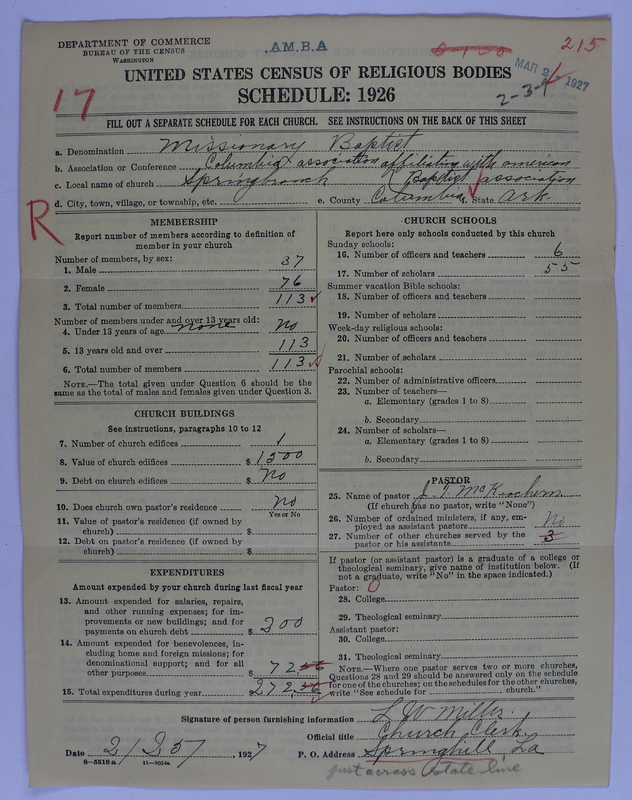 DEPARTMENT OF COMMERCE
BUREAU OF THE CENSUS
WASHINGTON
.AM.B.A
215
MAR 2 1927
2-3-1
17
UNITED STATES CENSUS OF RELIGIOUS BODIES
SCHEDULE: 1926
FILL OUT A SEPARATE SCHEDULE FOR EACH CHURCH. SEE INSTRUCTIONS ON THE BACK OF THIS SHEET
a. Denomination Missionary Baptist
b. Association or Conference Columbia association affiliating with american
c. Local name of church Springbranch Baptist association
d. City, town, village, or township, etc. e. County Columbia f. State Ark.
R
MEMBERSHIP
Report number of members according to definition of
member in your church
Number of members, by sex:
1. Male 37
2. Female 76
3. Total number of members 113
Number of members under and over 13 years old:
4. Under 13 years of age none No
5. 13 years old and over 113
6. Total number of members 113
NOTE.—The total given under Question 6 should be
same as the total of males and females given under Question 3.
CHURCH BUILDINGS
See instructions, paragraphs 10 to 12
7. Number of church edifices 1
8. Value of church edifices $ 1500
9. Debt on church edifices $ No
10. Does church own pastor's residence No
Yes or No
11. Value of pastor's residence (if owned by
church) $
12. Debt on pastor's residence (if owned by
church) $
EXPENDITURES
Amount expended by your church during last fiscal year
13. Amount expended for salaries, repairs,
and other running expenses; for im-
provements or new buildings; and for
payments on church debt $ 200
14. Amount expended for benevolences, in-
cluding home and foreign missions; for
denominational support; and for all
other purposes $ 72.56
15. Total expenditures during year $ 272.56
CHURCH SCHOOLS
Report here only schools conducted by this church
Sunday schools:
16. Number of officers and teachers 6
17. Number of scholars 55
Summer vacation Bible schools:
18. Number of officers and teachers
19. Number of scholars
Week-day religious schools:
20. Number of officers and teachers
21. Number of scholars
Parochial schools:
22. Number of administrative officers
23. Number of teachers—
a. Elementary (grades 1 to 8)
b. Secondary
24. Number of scholars—
a. Elementary (grades 1 to 8)
b. Secondary
PASTOR
25. Name of pastor
(If church has no pastor, write "None")
26. Number of ordained ministers, if any, em-
ployed as assistant pastors No
27. Number of other churches served by the
pastor or his assistants 3
If pastor (or assistant pastor) is a graduate of a college or
theological seminary, give name of institution below. (If
not a graduate, write "No" in the space indicated.)
Pastor: 0
28. College
29. Theological seminary
Assistant pastor:
30. College
31. Theological seminary
NOTE.—Where one pastor serves two or more churches,
Questions 28 and 29 should be answered only on the schedule
for one of the churches; on the schedules for the other churches,
write "See schedule for church."
Signature of person furnishing information L W Miller
Official title Church Clerk.
Date 2/25/, 1927 P. O. Address Springhill, La
8—5518 a 11—9034a
just across state line